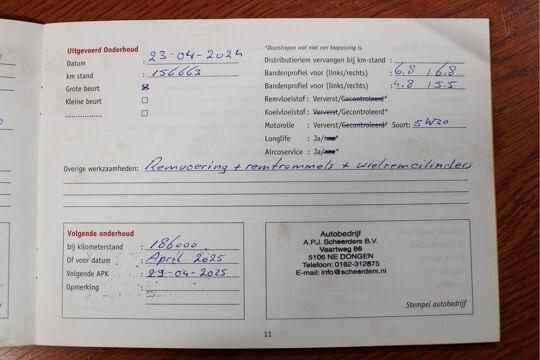 Uitgevoerd Onderhoud
Datum : 23-04-2024
km stand : 156663
Grote beurt
Kleine beurt
................
*Doorstrepen wat niet van toepassing is.
Distributieriem vervangen bij km-stand :
Bandenprofiel voor (links/rechts) : 6.8 / 6.8
Bandenprofiel voor (links/rechts) : 4.8 / 5.5
Remvloeistof : Ververst/Gecontroleerd*
Koelvloeistof : Ververst/Gecontroleerd*
Motorolie : Ververst/Gecontroleerd* Soort: 5W30
Longlife : Ja/nee*
Aircoservice : Ja/nee*
Overige werkzaamheden: Remvoering + remtrommels + wielremcilinders
Volgende onderhoud
bij kilometerstand : 186000
Of voor datum : April 2025
Volgende APK : 29-04-2025
Opmerking :
Autobedrijf
A.P.J. Scheerders B.V.
Vaartweg 86
5106 NE DONGEN
Telefoon: 0162-312875
E-mail: info@scheerders.nl
Stempel autobedrijf
11